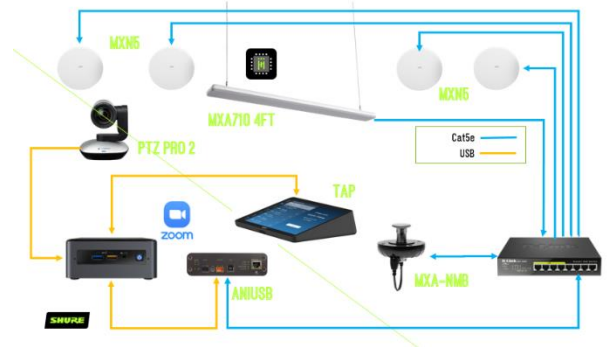 MXN5
MXN5
MXA710 4FT
PTZ PRO 2
Cat5e
USB
TAP
zoom
ANIUSB
MXA-NMB
SHURE